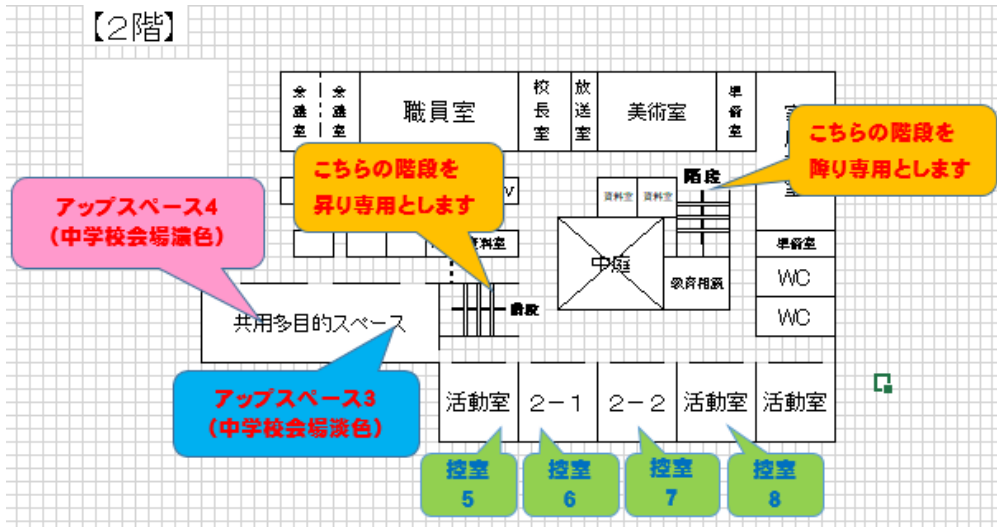 【２階】
会議室
会議室
職員室
校長室
放送室
美術室
準備室
こちらの階段を
昇り専用とします
こちらの階段を
降り専用とします
階段
アップスペース4
（中学校会場濃色）
資料室
資料室
中庭
教育相談
準備室
WC
WC
共用多目的スペース
階段
アップスペース3
（中学校会場淡色）
活動室
２－１
２－２
活動室
活動室
控室
5
控室
6
控室
7
控室
8